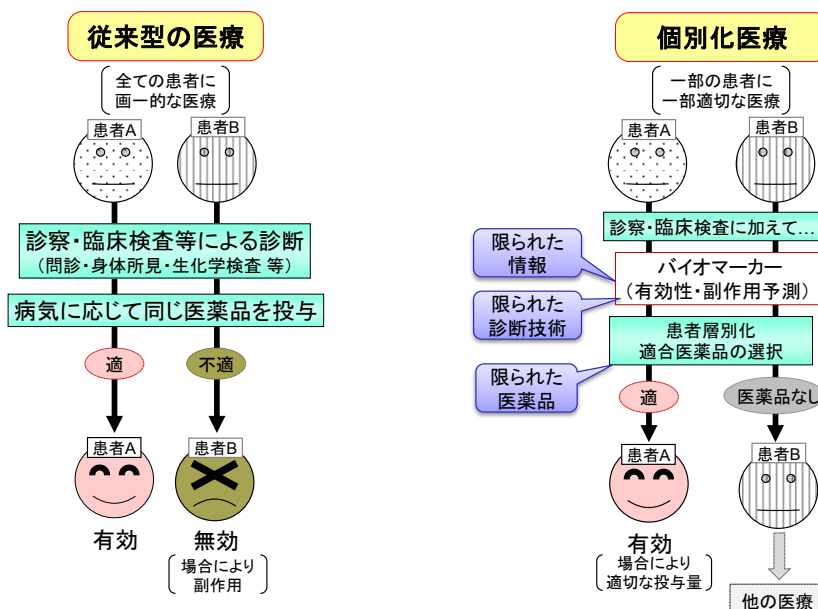 従来型の医療
全ての患者に
画一的な医療
患者A
患者B
診察・臨床検査等による診断
（問診・身体所見・生化学検査 等）
病気に応じて同じ医薬品を投与
適
不適
患者A
患者B
有効
無効
場合により
副作用
個別化医療
一部の患者に
一部適切な医療
患者A
患者B
診察・臨床検査に加えて…
限られた
情報
バイオマーカー
（有効性・副作用予測）
限られた
診断技術
患者層別化
適合医薬品の選択
限られた
医薬品
適
医薬品なし
患者A
患者B
有効
場合により
適切な投与量
他の医療